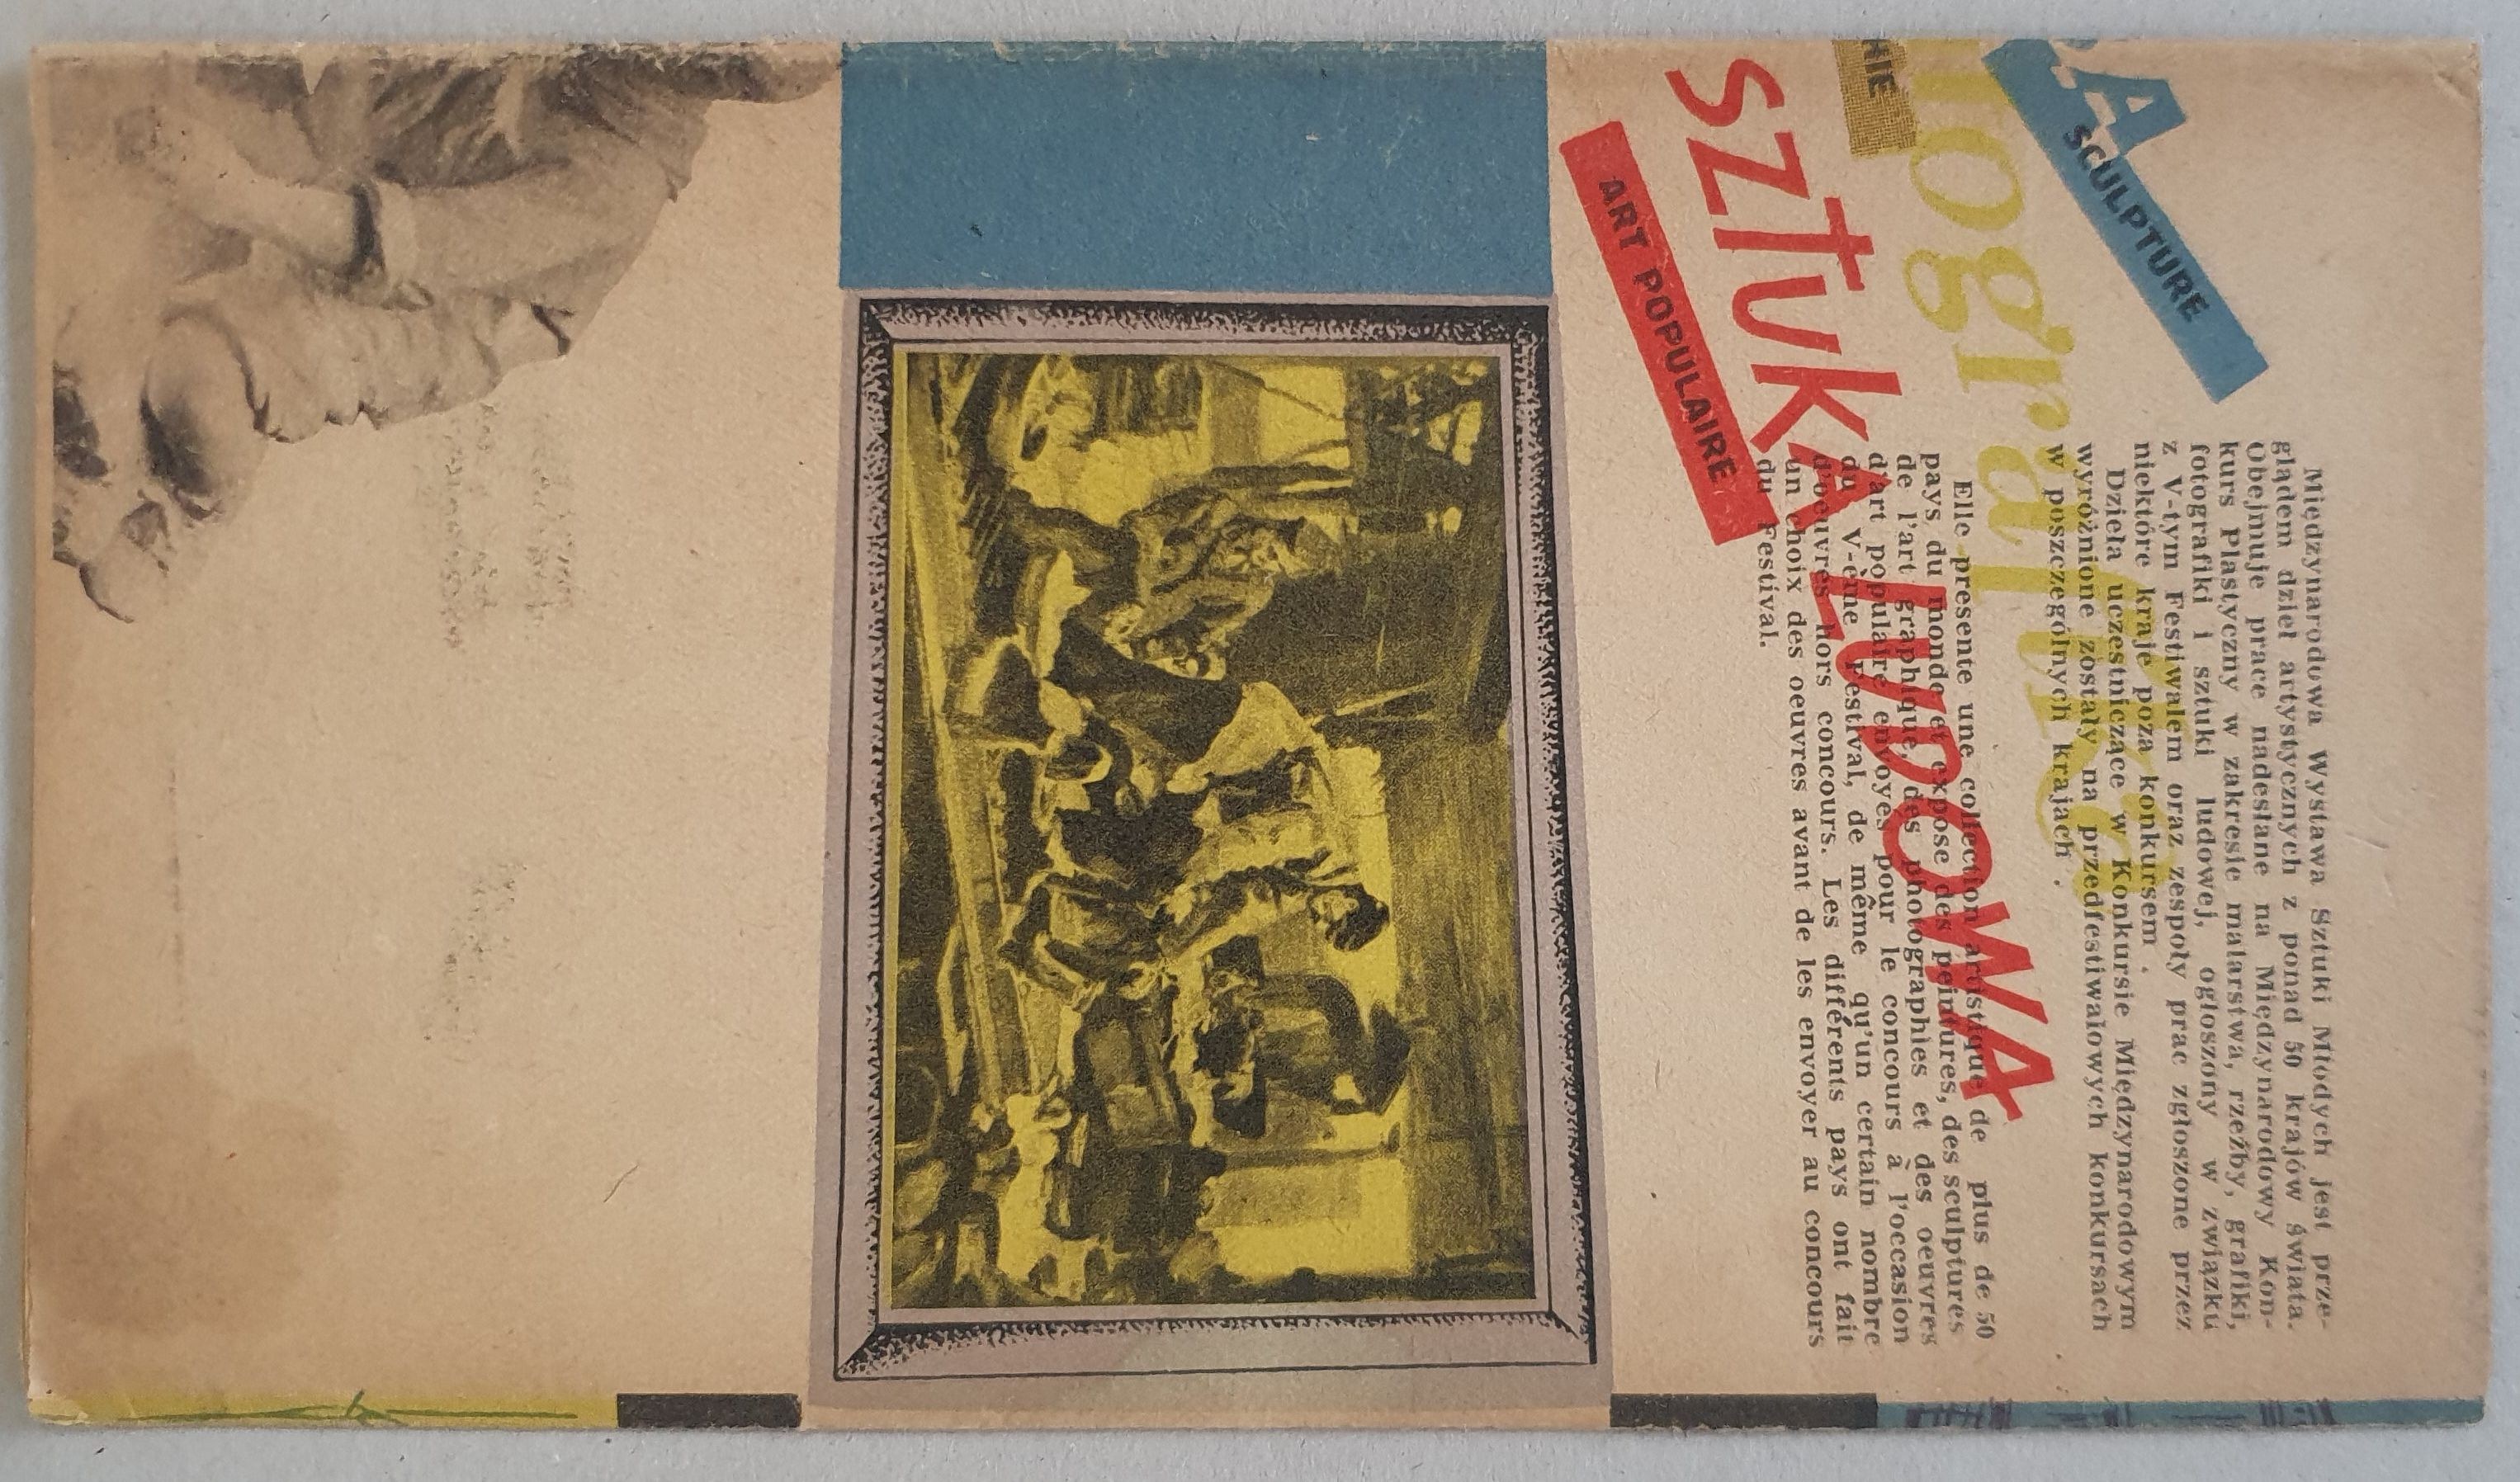 A
SCULPTURE
ografika
HIE
SZTUKA LUDOWA
ART POPULAIRE
Międzynarodowa Wystawa Sztuki Młodych jest prze-
glądem dzieł artystycznych z ponad 50 krajów świata.
Obejmuje prace nadesłane na Międzynarodowy Kon-
kurs Plastyczny w zakresie malarstwa, rzeźby, grafiki,
fotografiki i sztuki ludowej, ogłoszony w związku
z V-tym Festiwalem oraz zespoły prac zgłoszone przez
niektóre kraje poza konkursem .
Dzieła uczestniczące w Konkursie Międzynarodowym
wyróżnione zostały na przedfestiwalowych konkursach
w poszczególnych krajach .
Elle presente une collection artistique de plus de 50
pays du monde et expose des peintures, des sculptures
de l'art graphique, des photographies et des oeuvres
d'art populaire envoyés pour le concours à l'occasion
du V-ème Festival, de même qu'un certain nombre
d'oeuvres hors concours. Les différents pays ont fait
un choix des oeuvres avant de les envoyer au concours
du Festival.